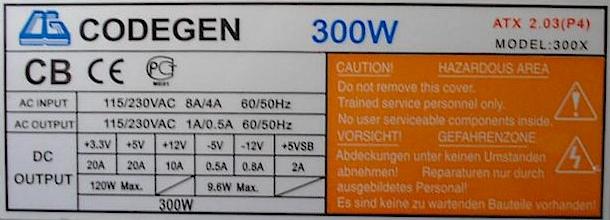 CODEGEN 300W ATX 2.03(P4)
MODEL:300X
CB CE PCT
AC INPUT 115/230VAC 8A/4A 60/50Hz
AC OUTPUT 115/230VAC 1A/0.5A 60/50Hz
DC OUTPUT
+3.3V +5V +12V -5V -12V +5VSB
20A 20A 10A 0.5A 0.8A 2A
120W Max. 9.6W Max.
300W
CAUTION! HAZARDOUS AREA
Do not remove this cover.
Trained service personnel only.
No user serviceable components inside.
VORSICHT! GEFAHRENZONE
Abdeckungen unter keinen Umstanden
abnehmen! Reparaturen nur durch
ausgebildetes Personal!
Es sind keine zu wartenden Bauteile vorhanden!